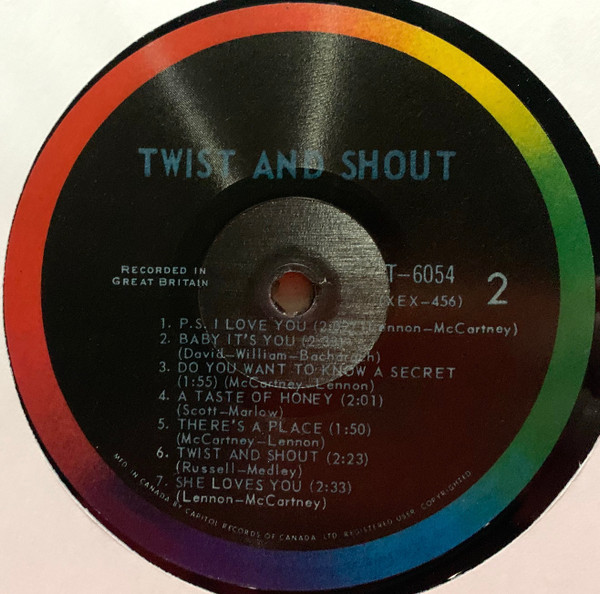 TWIST AND SHOUT
RECORDED IN
GREAT BRITAIN
T-6054
(XEX-456)
2
1. P.S. I LOVE YOU (Lennon-McCartney)
2. BABY IT'S YOU
(David-William-Bacharach)
3. DO YOU WANT TO KNOW A SECRET
(1:55) (McCartney-Lennon)
4. A TASTE OF HONEY (2:01)
(Scott-Marlow)
5. THERE'S A PLACE (1:50)
(McCartney-Lennon)
6. TWIST AND SHOUT (2:23)
(Russell-Medley)
7. SHE LOVES YOU (2:33)
(Lennon-McCartney)
MFD. IN CANADA BY CAPITOL RECORDS OF CANADA, LTD. REGISTERED USER. COPYRIGHTED